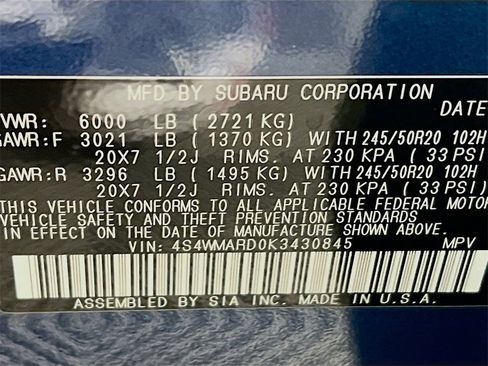 MFD BY SUBARU CORPORATION
DATE
VWR: 6000 LB (2721 KG)
GAWR:F 3021 LB (1370 KG) WITH 245/50R20 102H
20X7 1/2J RIMS. AT 230 KPA (33 PSI)
GAWR:R 3296 LB (1495 KG) WITH 245/50R20 102H
20X7 1/2J RIMS. AT 230 KPA (33 PSI)
THIS VEHICLE CONFORMS TO ALL APPLICABLE FEDERAL MOTOR
VEHICLE SAFETY AND THEFT PREVENTION STANDARDS
IN EFFECT ON THE DATE OF MANUFACTURE SHOWN ABOVE.
VIN: 4S4WMARD0K3430845 MPV
ASSEMBLED BY SIA INC. MADE IN U.S.A.